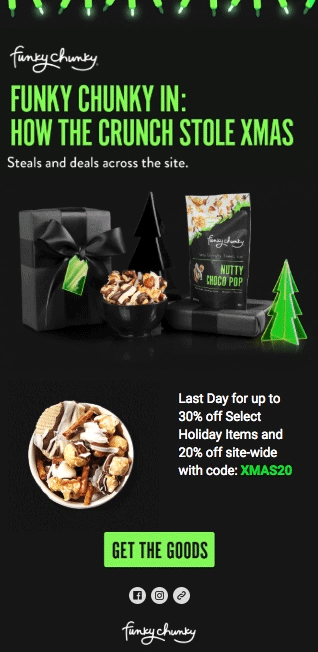 Funky Chunky
FUNKY CHUNKY IN:
HOW THE CRUNCH STOLE XMAS
Steals and deals across the site.
Funky Chunky
NUTTY
CHOCO POP
Last Day for up to
30% off Select
Holiday Items and
20% off site-wide
with code: XMAS20
GET THE GOODS
Funky Chunky